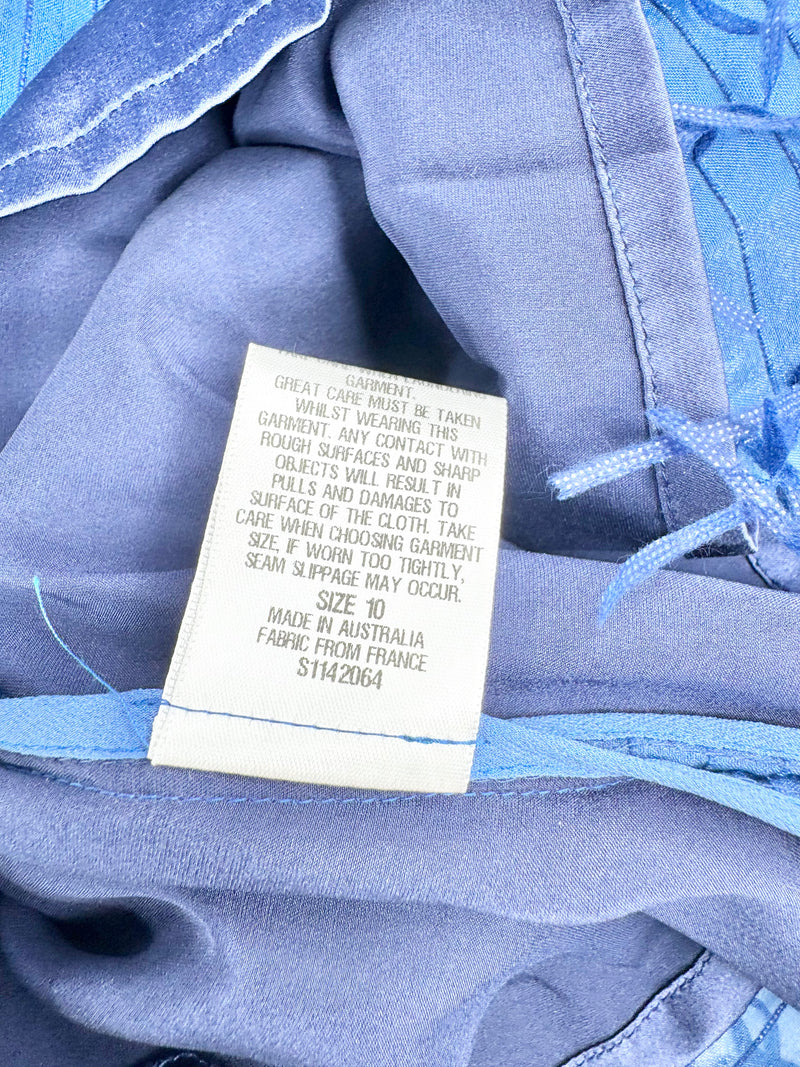 GARMENT.
GREAT CARE MUST BE TAKEN
WHILST WEARING THIS
GARMENT. ANY CONTACT WITH
ROUGH SURFACES AND SHARP
OBJECTS WILL RESULT IN
PULLS AND DAMAGES TO
SURFACE OF THE CLOTH. TAKE
CARE WHEN CHOOSING GARMENT
SIZE, IF WORN TOO TIGHTLY,
SEAM SLIPPAGE MAY OCCUR.
SIZE 10
MADE IN AUSTRALIA
FABRIC FROM FRANCE
S1142064